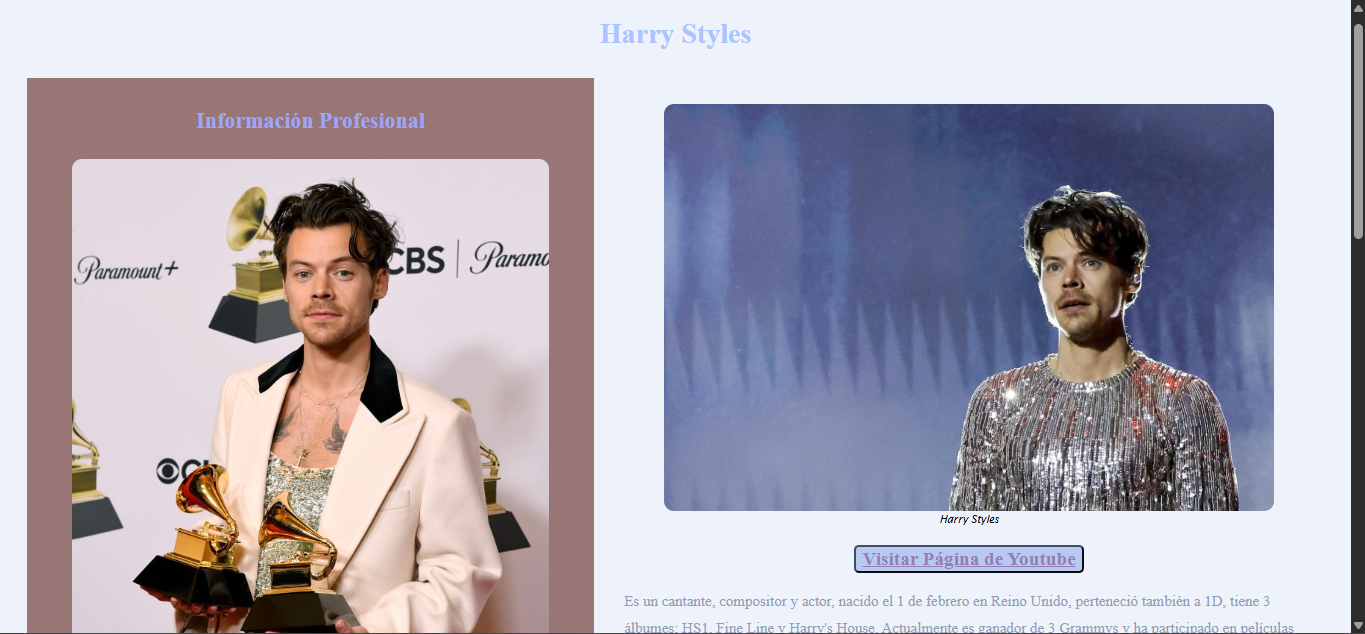 Harry Styles
Información Profesional
Paramount+
CBS | Paramo
Harry Styles
Visitar Página de Youtube
Es un cantante, compositor y actor, nacido el 1 de febrero en Reino Unido, perteneció también a 1D, tiene 3
álbumes: HS1, Fine Line y Harry's House. Actualmente es ganador de 3 Grammys y ha participado en películas